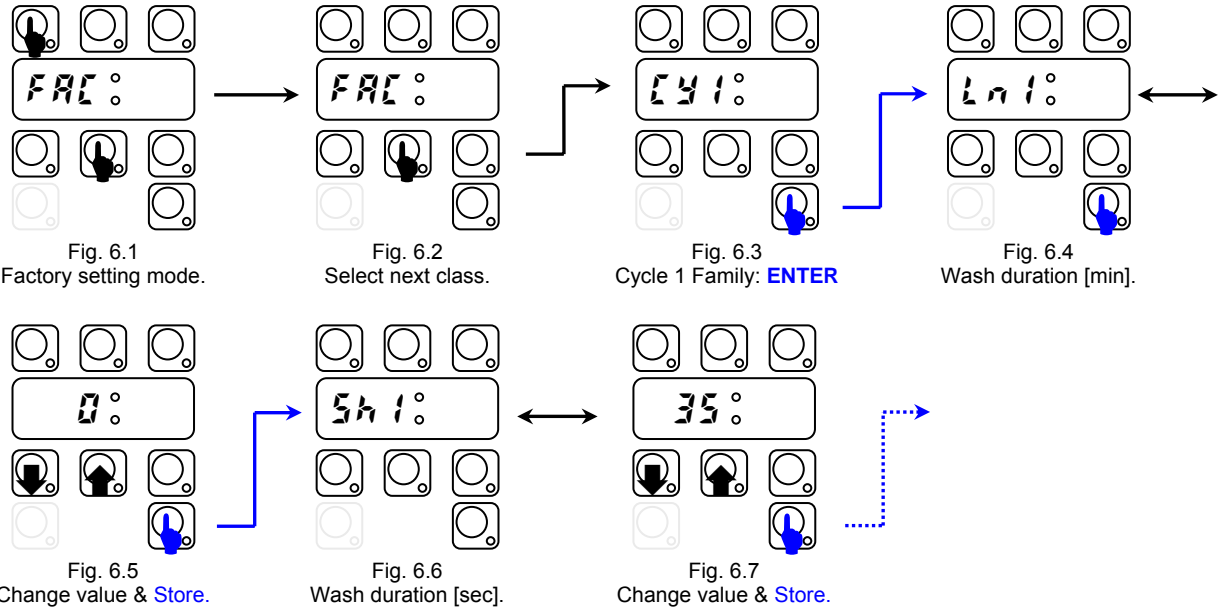 FAC:
FAC:
CY1:
Ln1:
Fig. 6.1
Factory setting mode.
Fig. 6.2
Select next class.
Fig. 6.3
Cycle 1 Family: ENTER
Fig. 6.4
Wash duration [min].
0:
Sh1:
35:
Fig. 6.5
Change value & Store.
Fig. 6.6
Wash duration [sec].
Fig. 6.7
Change value & Store.